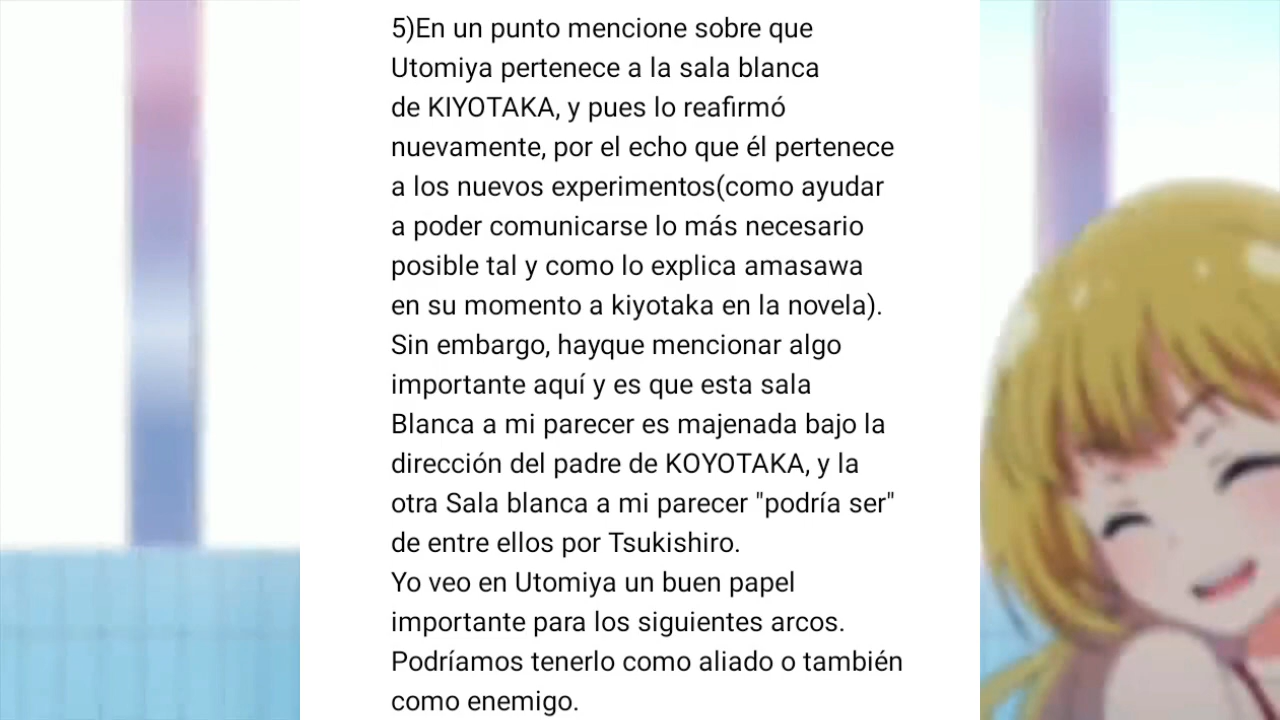 5)En un punto mencione sobre que
Utomiya pertenece a la sala blanca
de KIYOTAKA, y pues lo reafirmó
nuevamente, por el echo que él pertenece
a los nuevos experimentos(como ayudar
a poder comunicarse lo más necesario
posible tal y como lo explica amasawa
en su momento a kiyotaka en la novela).
Sin embargo, hayque mencionar algo
importante aquí y es que esta sala
Blanca a mi parecer es majenada bajo la
dirección del padre de KOYOTAKA, y la
otra Sala blanca a mi parecer "podría ser"
de entre ellos por Tsukishiro.
Yo veo en Utomiya un buen papel
importante para los siguientes arcos.
Podríamos tenerlo como aliado o también
como enemigo.